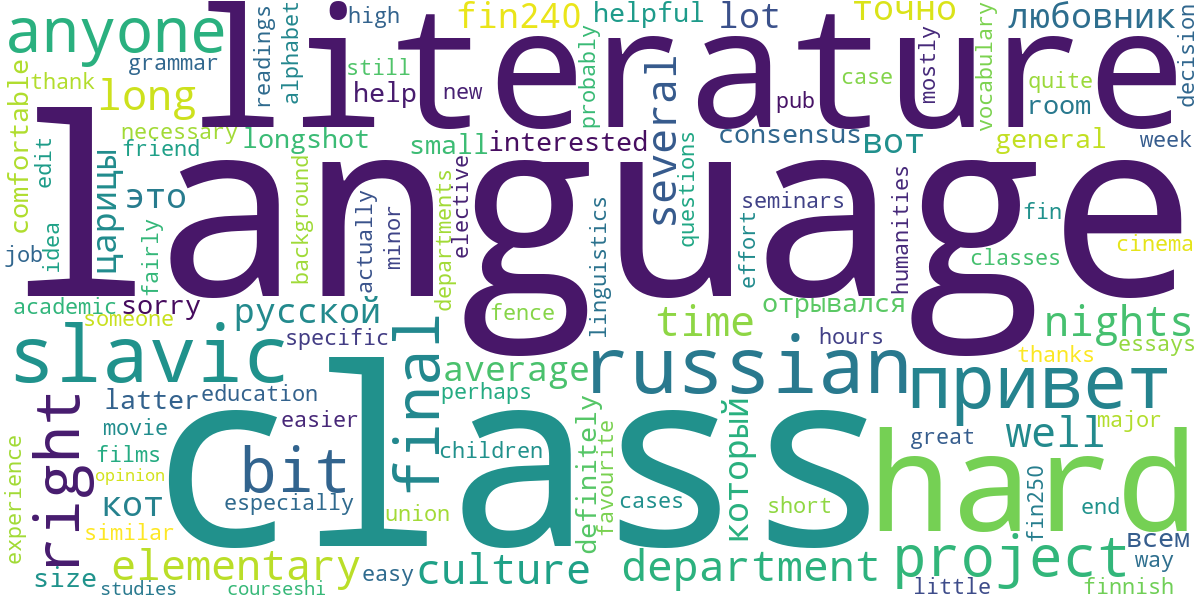 literature
language
class
hard
slavic
russian
привет
anyone
project
final
right
bit
elementary
culture
department
several
long
well
time
nights
average
русской
который
царицы
это
кот
вот
любовник
точно
lot
fin240
helpful
high
grammar
thank
readings
alphabet
still
help
new
case
pub
probably
mostly
vocabulary
quite
room
decision
comfortable
necessary
friend
longshot
small
interested
consensus
general
week
edit
idea
job
fairly
background
actually
minor
departments
elective
linguistics
questions
effort
seminars
humanities
fin
classes
cinema
academic
sorry
someone
specific
fence
отрывался
hours
thanks
essays
latter
education
movie
films
easier
perhaps
children
definitely
favourite
great
major
experience
opinion
especially
similar
union
cases
short
fin250
end
всем
way
size
studies
courseshi
easy
little
finnish